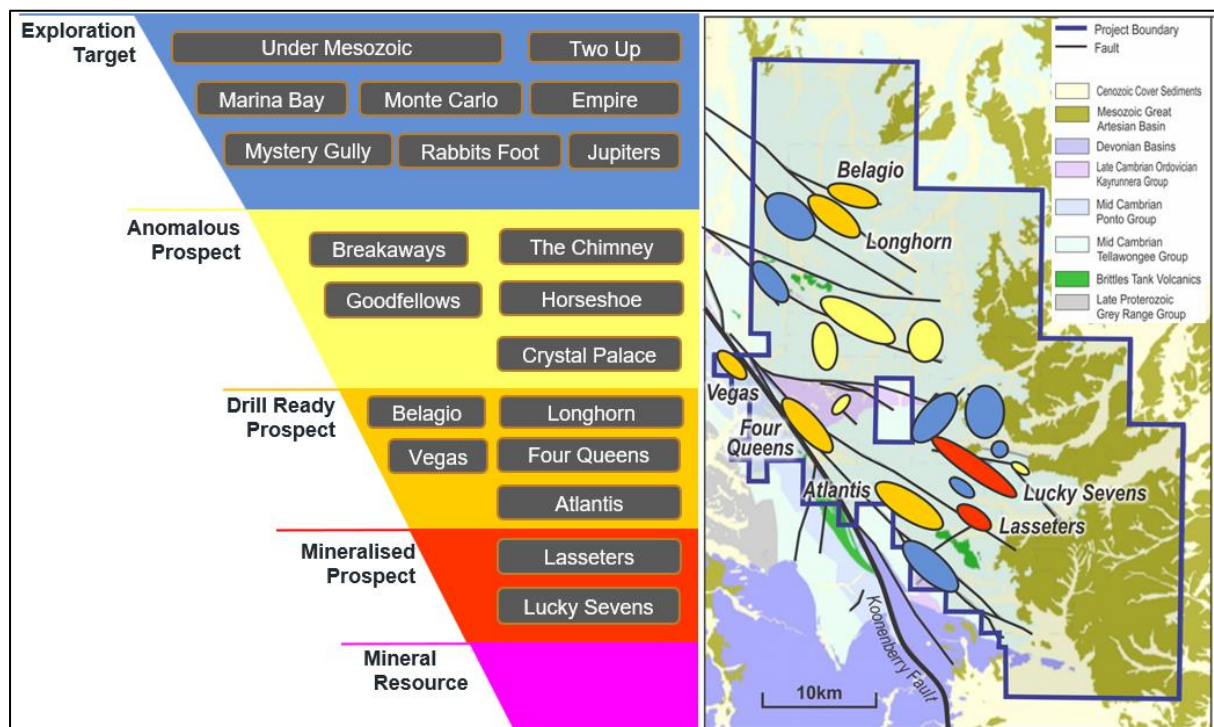 Exploration
Target
Under Mesozoic
Two Up
Marina Bay
Monte Carlo
Empire
Mystery Gully
Rabbits Foot
Jupiters
Anomalous
Prospect
Breakaways
The Chimney
Goodfellows
Horseshoe
Crystal Palace
Drill Ready
Prospect
Belagio
Longhorn
Vegas
Four Queens
Atlantis
Mineralised
Prospect
Lasseters
Lucky Sevens
Mineral
Resource
Project Boundary
Fault
Cenozoic Cover Sediments
Mesozoic Great
Artesian Basin
Devonian Basins
Late Cambrian Ordovician
Kayrunnera Group
Mid Cambrian
Ponto Group
Mid Cambrian
Tellawongee Group
Brittles Tank Volcanics
Late Proterozoic
Grey Range Group
Belagio
Longhorn
Vegas
Four
Queens
Atlantis
Lucky Sevens
Lasseters
Koonenberry Fault
10km